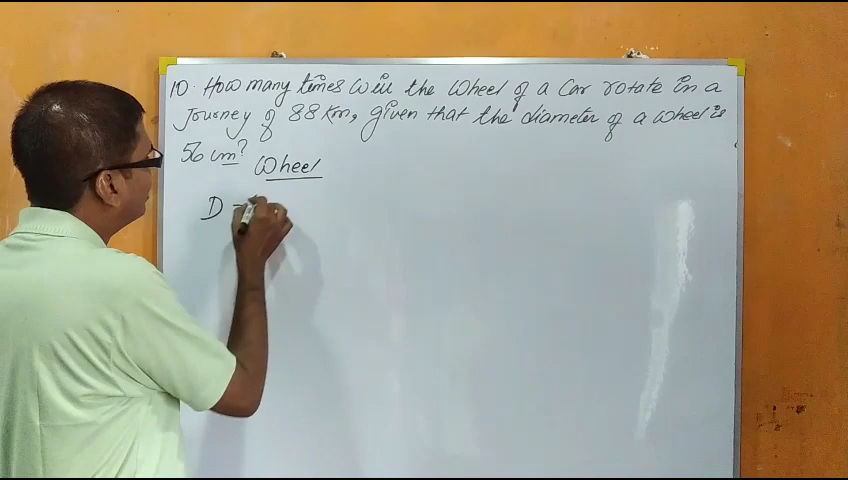 10. How many times will the Wheel of a Car rotate in a
Journey of 88 Km, given that the diameter of a wheel is
56 cm?
Wheel
D =